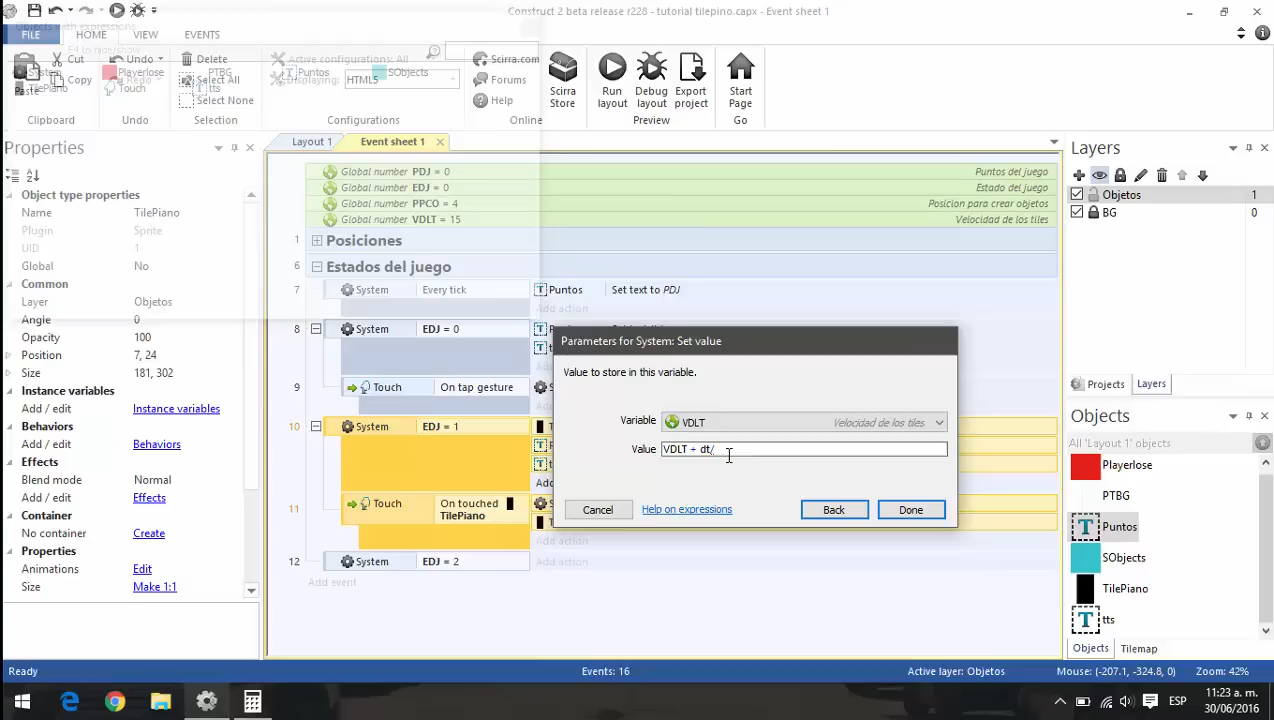 Construct 2 beta release r228 - tutorial tilepino.capx - Event sheet 1
FILE HOME VIEW EVENTS
Cut Undo Delete Active configurations: All Scirra.com
Copy Redo Select All Displaying: HTML5 Forums
Paste Select None Help
System Playerlose PTBG Puntos SObjects
TilePiano Touch tts
Scirra Store Run layout Debug layout Export project Start Page
Clipboard Undo Selection Configurations Online Preview Go
Properties
Object type properties
Name TilePiano
Plugin Sprite
UID 1
Global No
Common
Layer Objetos
Angle 0
Opacity 100
Position 7, 24
Size 181, 302
Instance variables
Add / edit Instance variables
Behaviors
Add / edit Behaviors
Effects
Blend mode Normal
Add / edit Effects
Container
No container Create
Properties
Animations Edit
Size Make 1:1
Layout 1 Event sheet 1
Global number PDJ = 0 Puntos del juego
Global number EDJ = 0 Estado del juego
Global number PPCO = 4 Posicion para crear objetos
Global number VDLT = 15 Velocidad de los tiles
1 Posiciones
6 Estados del juego
7 System Every tick T Puntos Set text to PDJ
Add action
8 System EDJ = 0
9 Touch On tap gesture
10 System EDJ = 1
Add
11 Touch On touched TilePiano
12 System EDJ = 2 Add action
Add event
Parameters for System: Set value
Value to store in this variable.
Variable VDLT Velocidad de los tiles
Value VDLT + dt/
Cancel Help on expressions Back Done
Layers
Objetos 1
BG 0
Projects Layers
Objects
All 'Layout 1' objects
Playerlose
PTBG
T Puntos
SObjects
TilePiano
T tts
Objects Tilemap
Ready Events: 16 Active layer: Objetos Mouse: (-207.1, -324.8, 0) Zoom: 42%
ESP 11:23 a.m.
30/06/2016